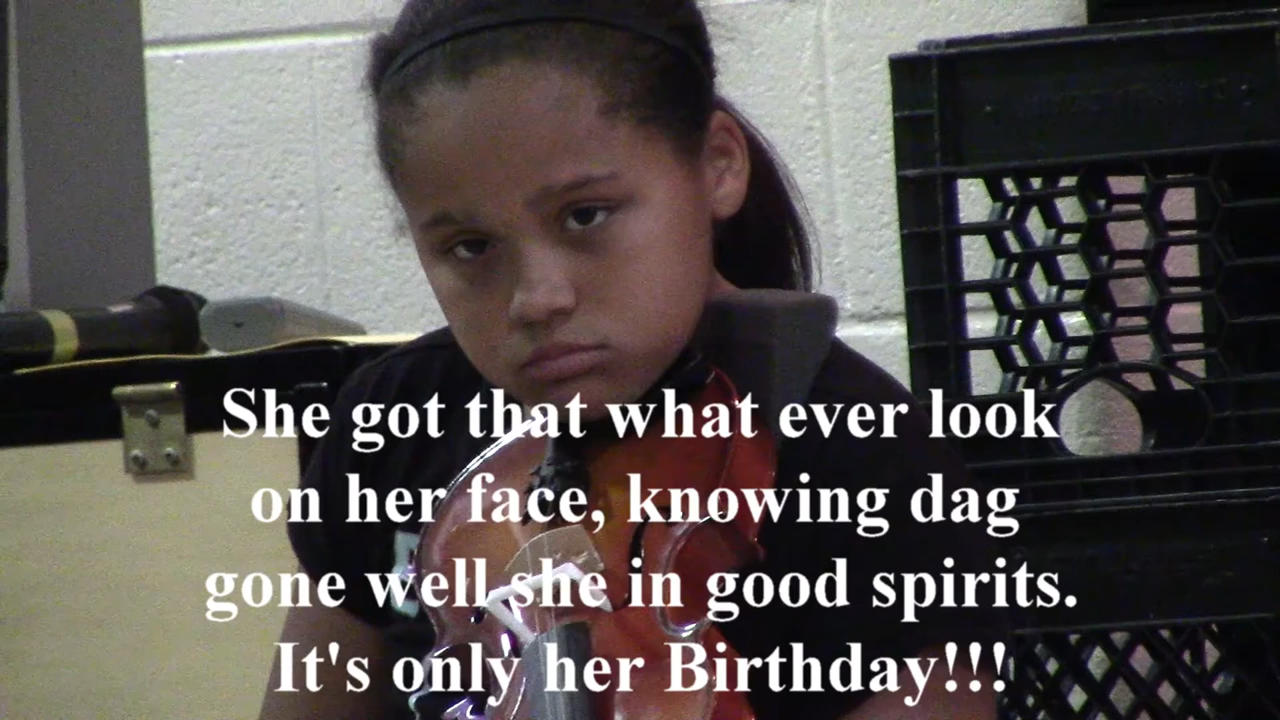 She got that what ever look
on her face, knowing dag
gone well she in good spirits.
It's only her Birthday!!!